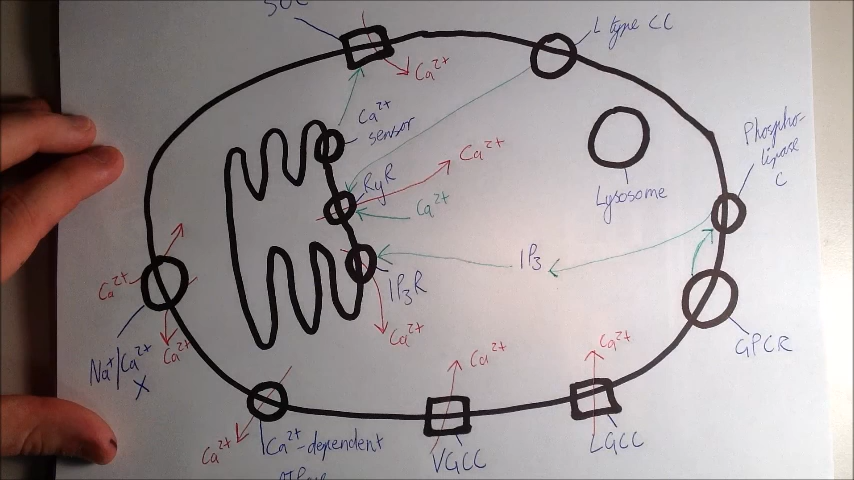 SOC
L type CC
Ca²⁺
Ca²⁺
sensor
Phospho-
lipase
C
Ca²⁺
RyR
Ca²⁺
Lysosome
IP₃
Ca²⁺
IP₃R
Ca²⁺
Ca²⁺
Ca²⁺
GPCR
Na⁺/Ca²⁺
X
Ca²⁺
Ca²⁺
Ca²⁺-dependent
VGCC
LGCC